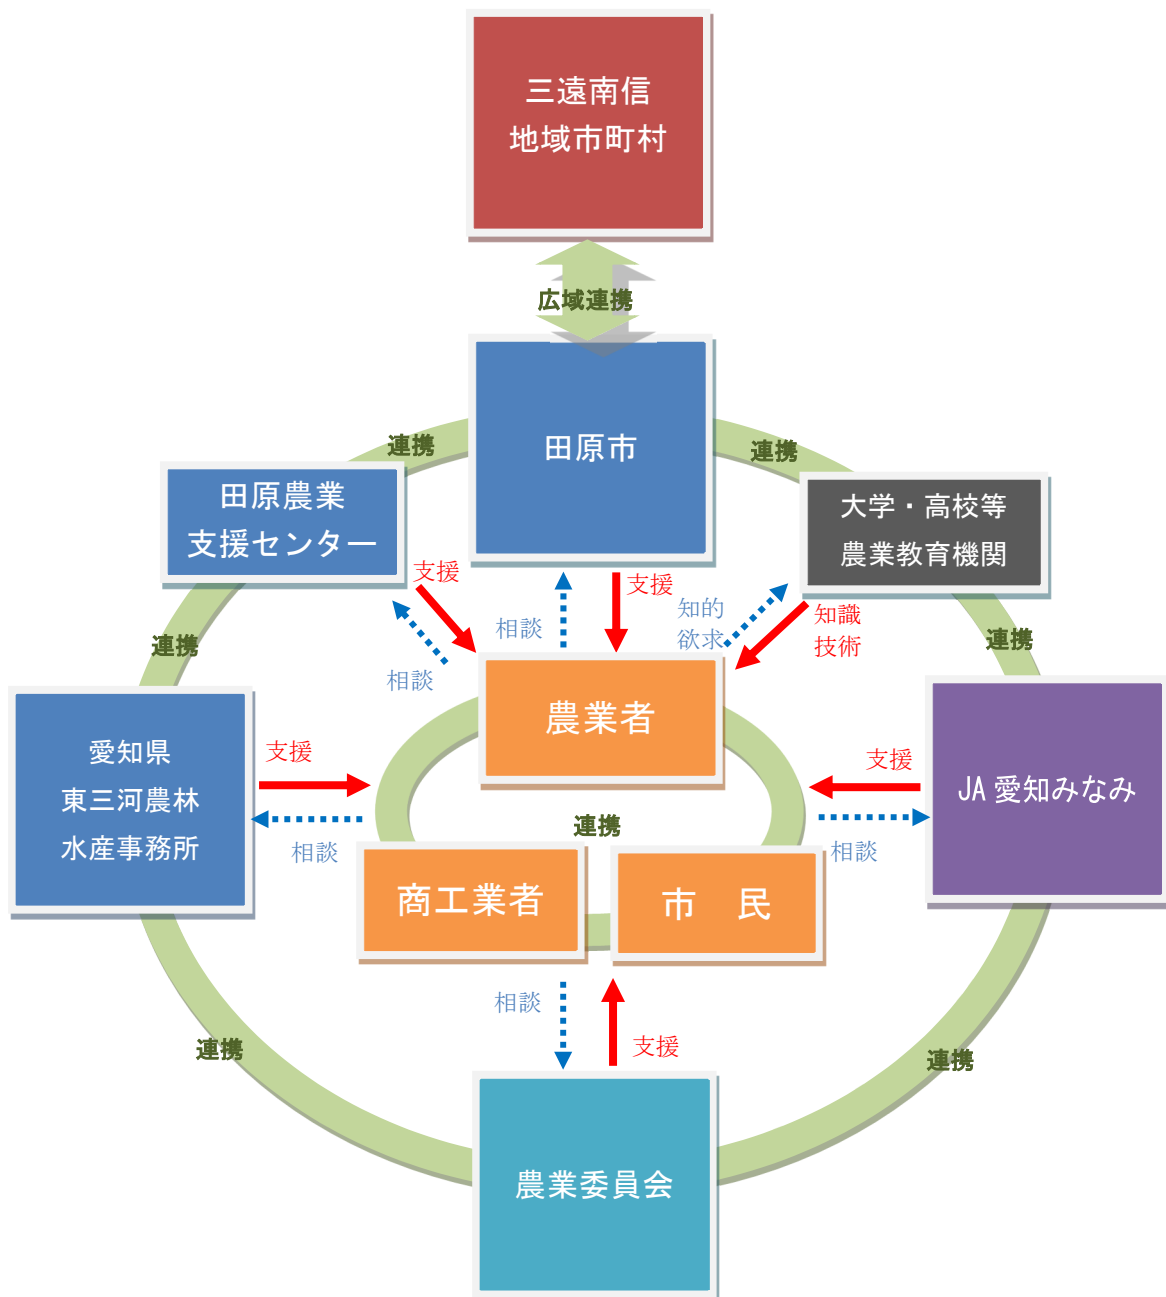 三遠南信
地域市町村
広域連携
田原市
連携
連携
田原農業
支援センター
大学・高校等
農業教育機関
支援
相談
相談
支援
知的
欲求
知識
技術
連携
連携
農業者
愛知県
東三河農林
水産事務所
支援
相談
支援
相談
JA 愛知みなみ
連携
商工業者
市　民
相談
支援
連携
連携
農業委員会